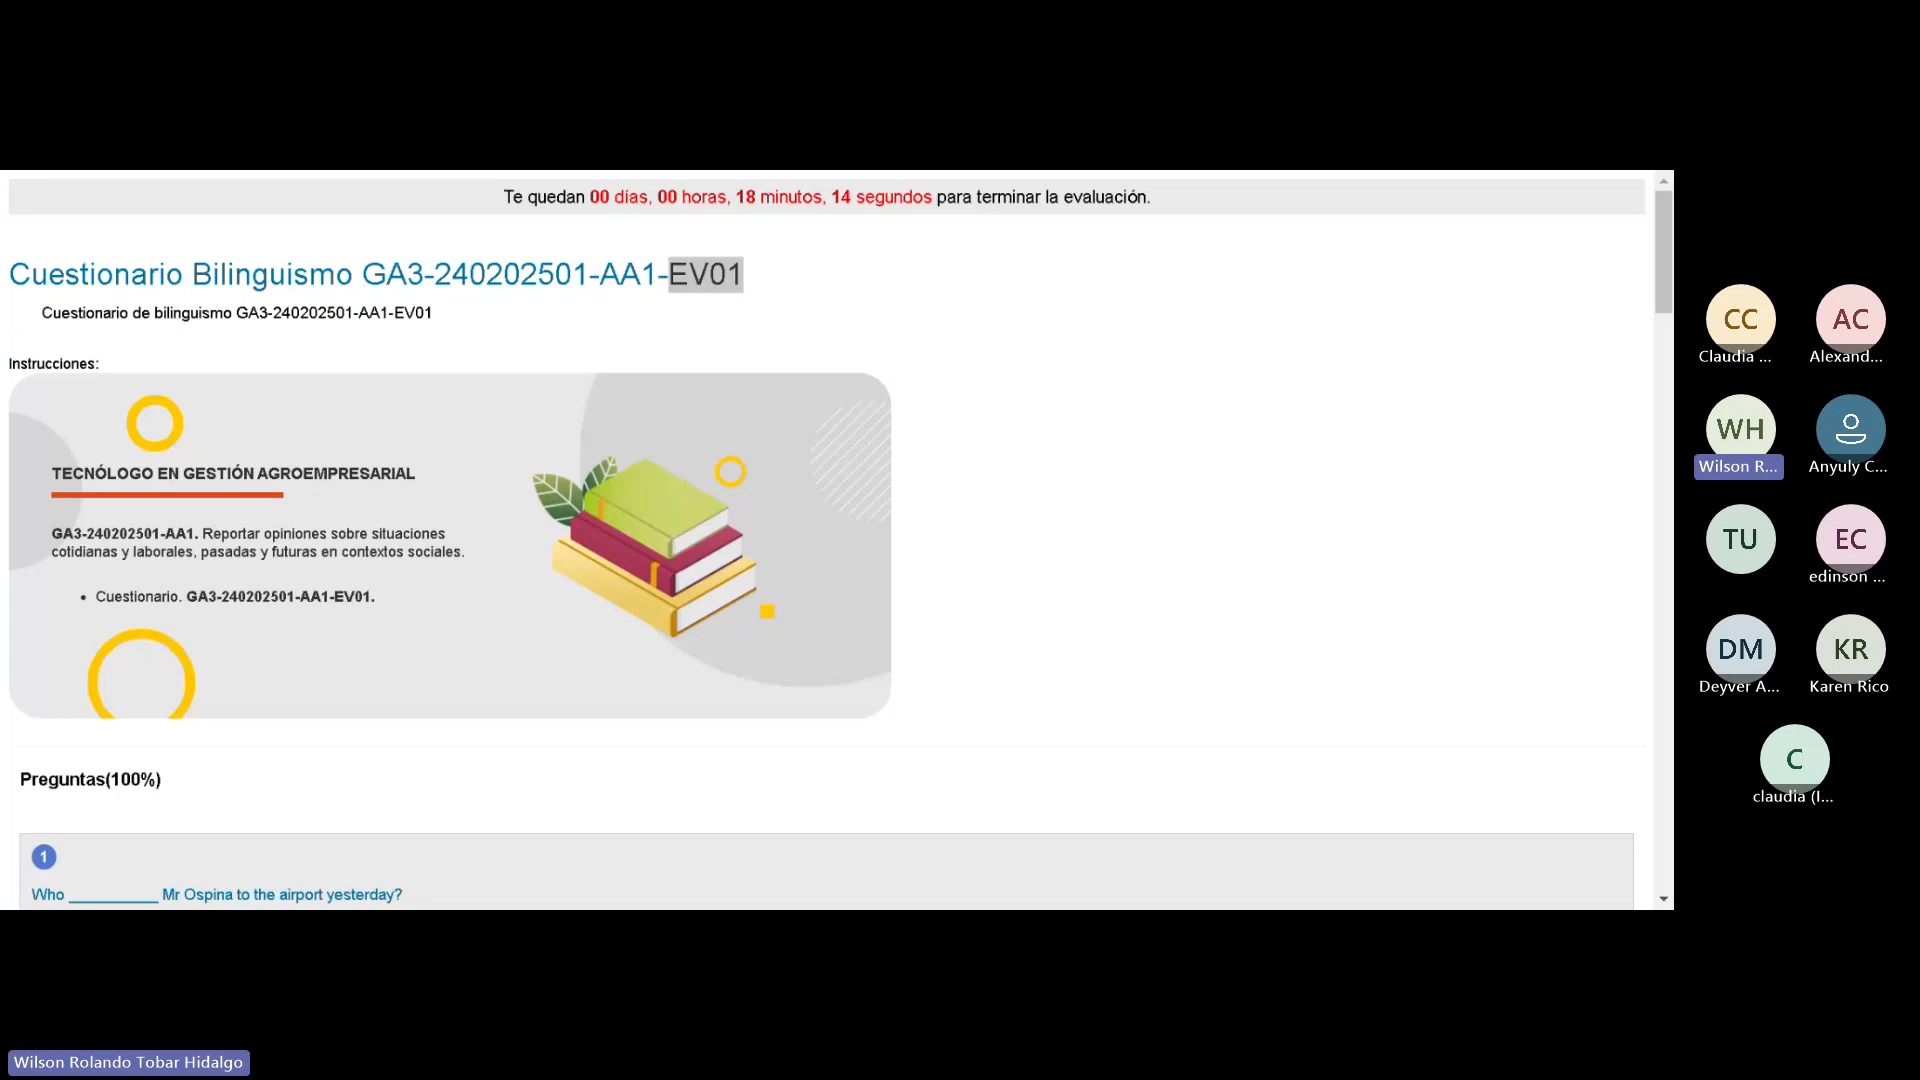 Te quedan 00 días, 00 horas, 18 minutos, 14 segundos para terminar la evaluación.
Cuestionario Bilinguismo GA3-240202501-AA1-EV01
Cuestionario de bilinguismo GA3-240202501-AA1-EV01
Instrucciones:
TECNÓLOGO EN GESTIÓN AGROEMPRESARIAL
GA3-240202501-AA1. Reportar opiniones sobre situaciones
cotidianas y laborales, pasadas y futuras en contextos sociales.
• Cuestionario. GA3-240202501-AA1-EV01.
Preguntas(100%)
1
Who ___________ Mr Ospina to the airport yesterday?
CC
Claudia ...
AC
Alexand...
WH
Wilson R...
Anyuly C...
TU
EC
edinson ...
DM
Deyver A...
KR
Karen Rico
C
claudia (I...
Wilson Rolando Tobar Hidalgo